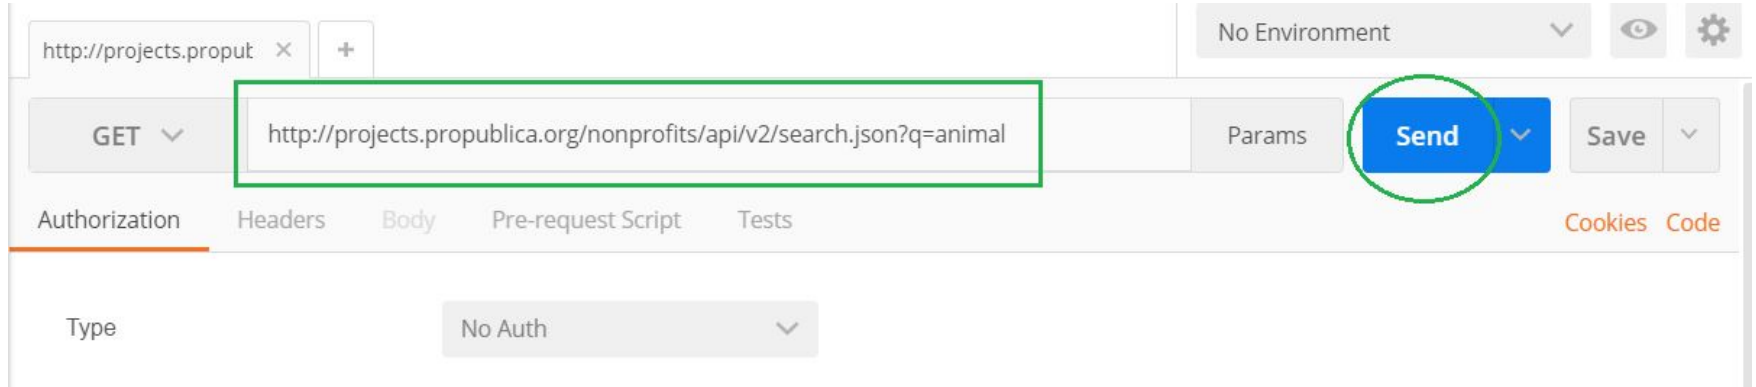 http://projects.propub
No Environment
GET
http://projects.propublica.org/nonprofits/api/v2/search.json?q=animal
Params
Send
Save
Authorization
Headers
Body
Pre-request Script
Tests
Cookies
Code
Type
No Auth